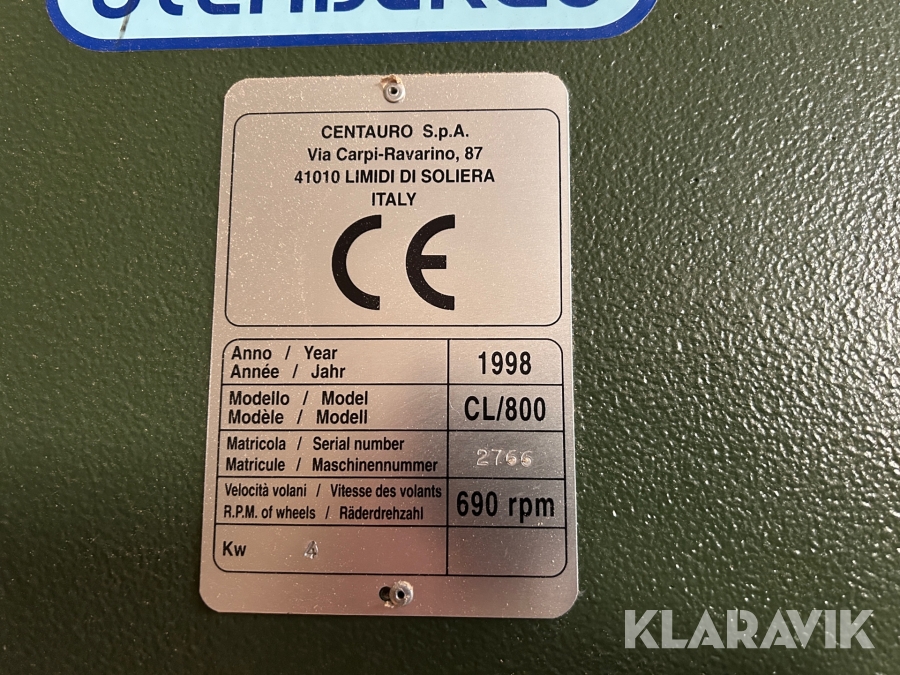 CENTAURO S.p.A.
Via Carpi-Ravarino, 87
41010 LIMIDI DI SOLIERA
ITALY
CE
Anno / Year
Année / Jahr
1998
Modello / Model
Modèle / Modell
CL/800
Matricola / Serial number
Matricule / Maschinennummer
2766
Velocità volani / Vitesse des volants
R.P.M. of wheels / Räderdrehzahl
690 rpm
Kw 4
KLARAVIK